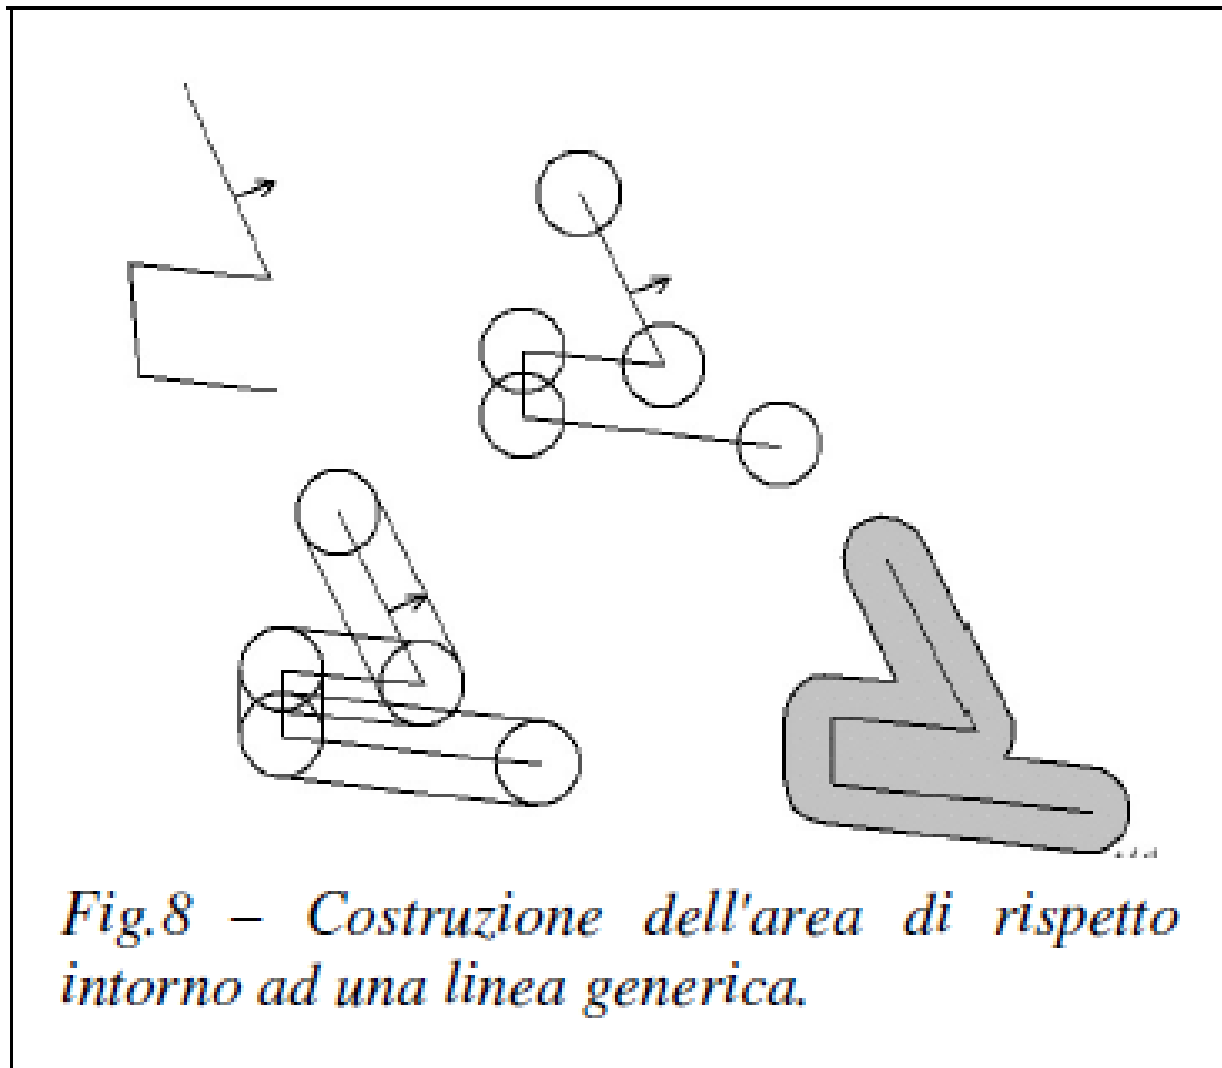 Fig.8 – Costruzione dell'area di rispetto
intorno ad una linea generica.